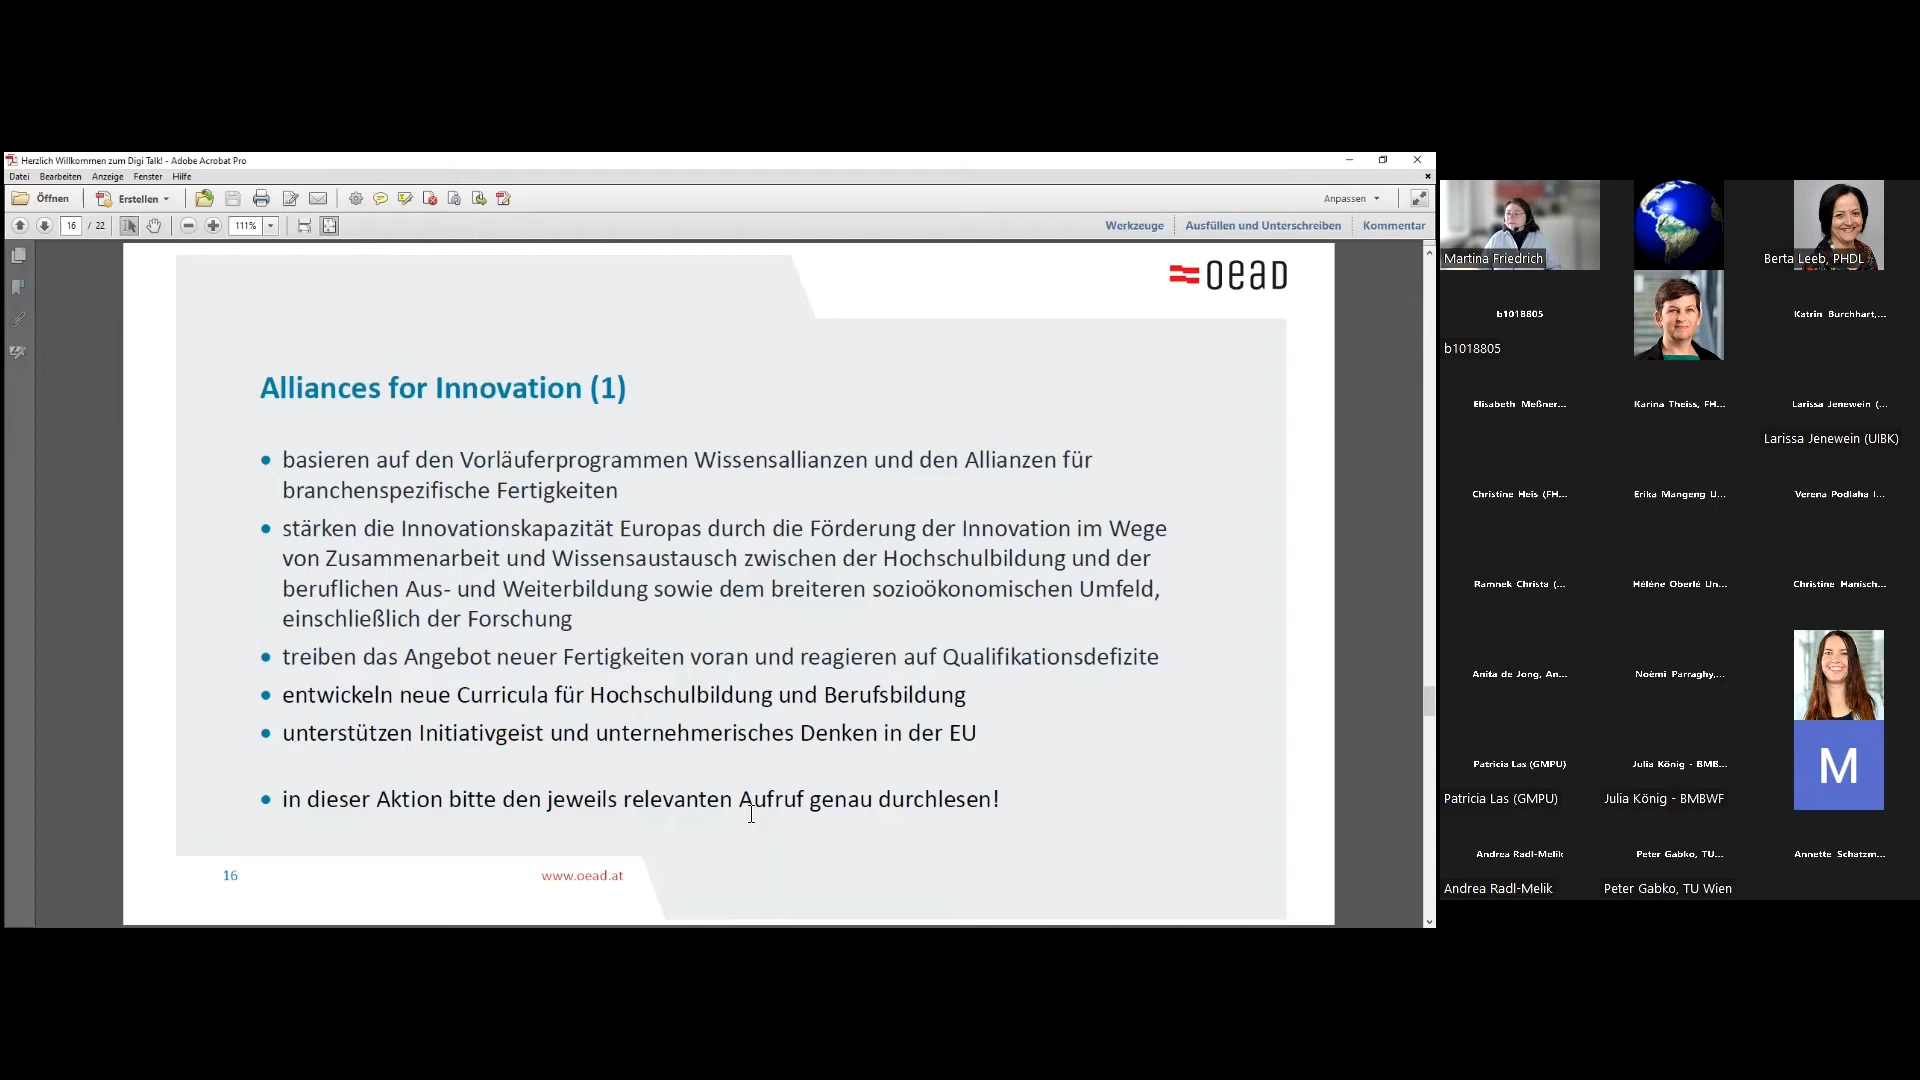 Herzlich Willkommen zum Digi Talk! - Adobe Acrobat Pro
Datei Bearbeiten Anzeige Fenster Hilfe
Öffnen Erstellen Anpassen
16 / 22 111% Werkzeuge Ausfüllen und Unterschreiben Kommentar
oead
Alliances for Innovation (1)
• basieren auf den Vorläuferprogrammen Wissensallianzen und den Allianzen für
branchenspezifische Fertigkeiten
• stärken die Innovationskapazität Europas durch die Förderung der Innovation im Wege
von Zusammenarbeit und Wissensaustausch zwischen der Hochschulbildung und der
beruflichen Aus- und Weiterbildung sowie dem breiteren sozioökonomischen Umfeld,
einschließlich der Forschung
• treiben das Angebot neuer Fertigkeiten voran und reagieren auf Qualifikationsdefizite
• entwickeln neue Curricula für Hochschulbildung und Berufsbildung
• unterstützen Initiativgeist und unternehmerisches Denken in der EU
• in dieser Aktion bitte den jeweils relevanten Aufruf genau durchlesen!
16 www.oead.at
Martina Friedrich
Berta Leeb, PHDL
b1018805
Katrin Burchhart,...
b1018805
Elisabeth Meßner...
Karina Theiss, FH...
Larissa Jenewein (...
Larissa Jenewein (UIBK)
Christine Heis (FH...
Erika Mangeng U...
Verena Podlaha I...
Ramnek Christa (...
Hélène Oberlé Un...
Christine Hanisch...
Anita de Jong, An...
Noèmi Parraghy,...
Patricia Las (GMPU)
Julia König - BMB...
M
Patricia Las (GMPU)
Julia König - BMBWF
Andrea Radl-Melik
Peter Gabko, TU...
Annette Schatzm...
Andrea Radl-Melik
Peter Gabko, TU Wien